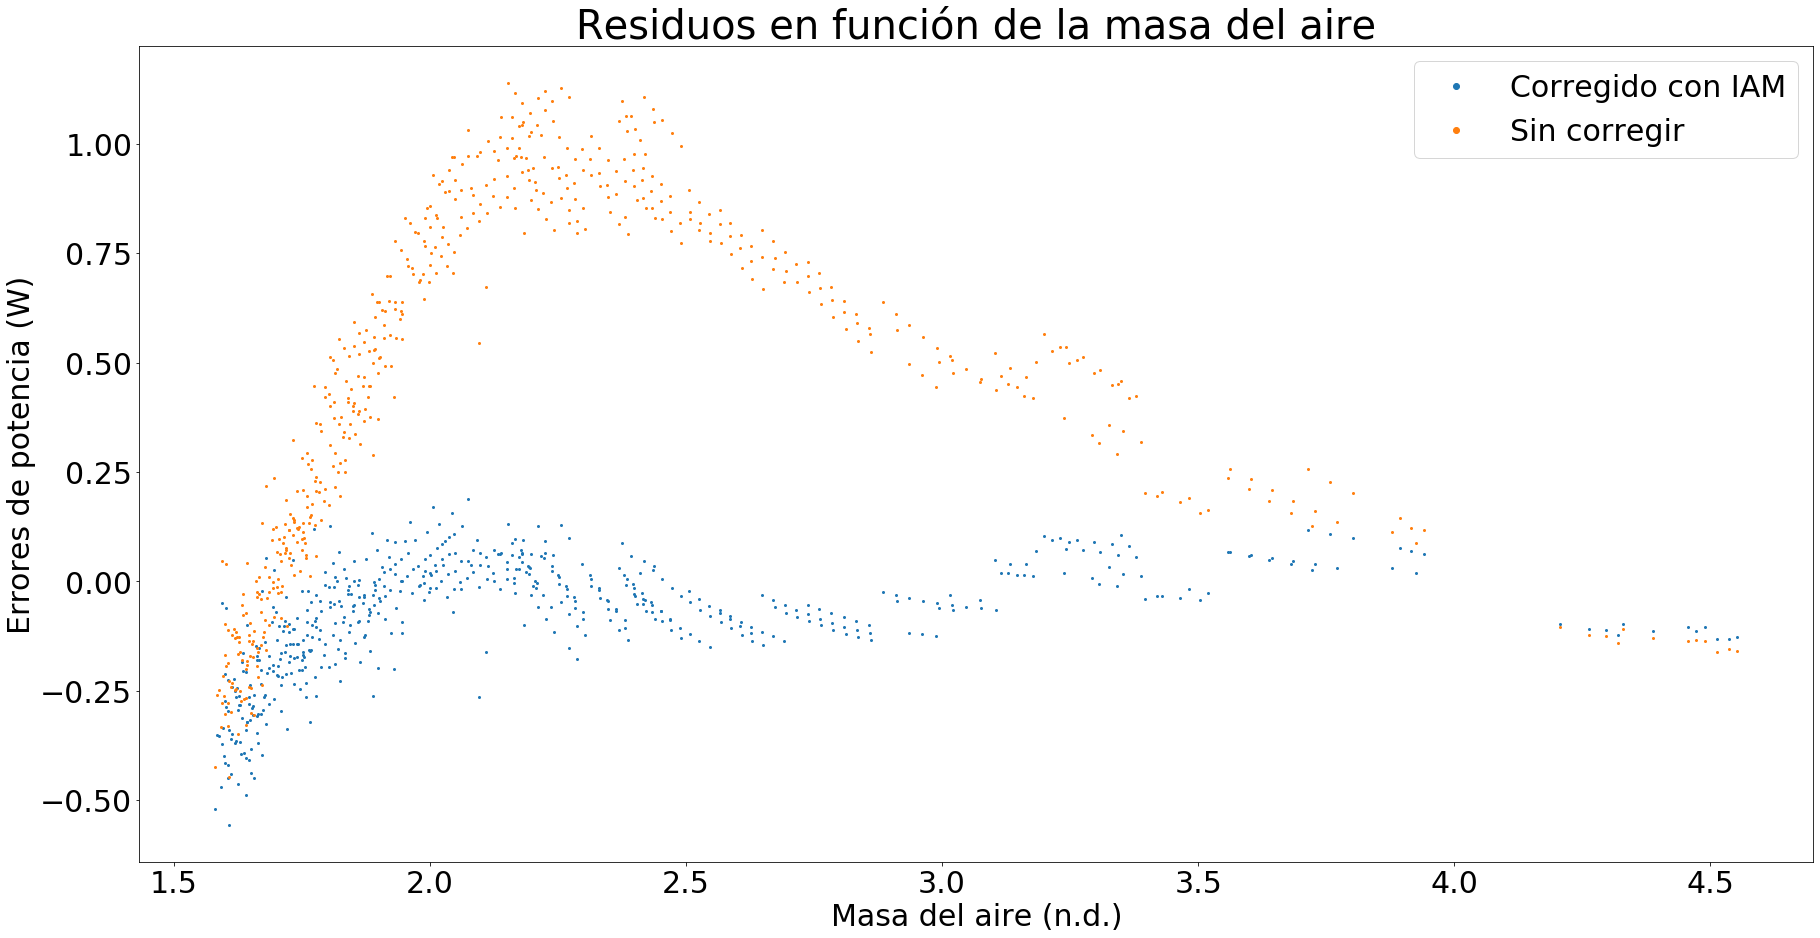 Residuos en función de la masa del aire
Corregido con IAM
Sin corregir
Errores de potencia (W)
1.00
0.75
0.50
0.25
0.00
−0.25
−0.50
1.5 2.0 2.5 3.0 3.5 4.0 4.5
Masa del aire (n.d.)